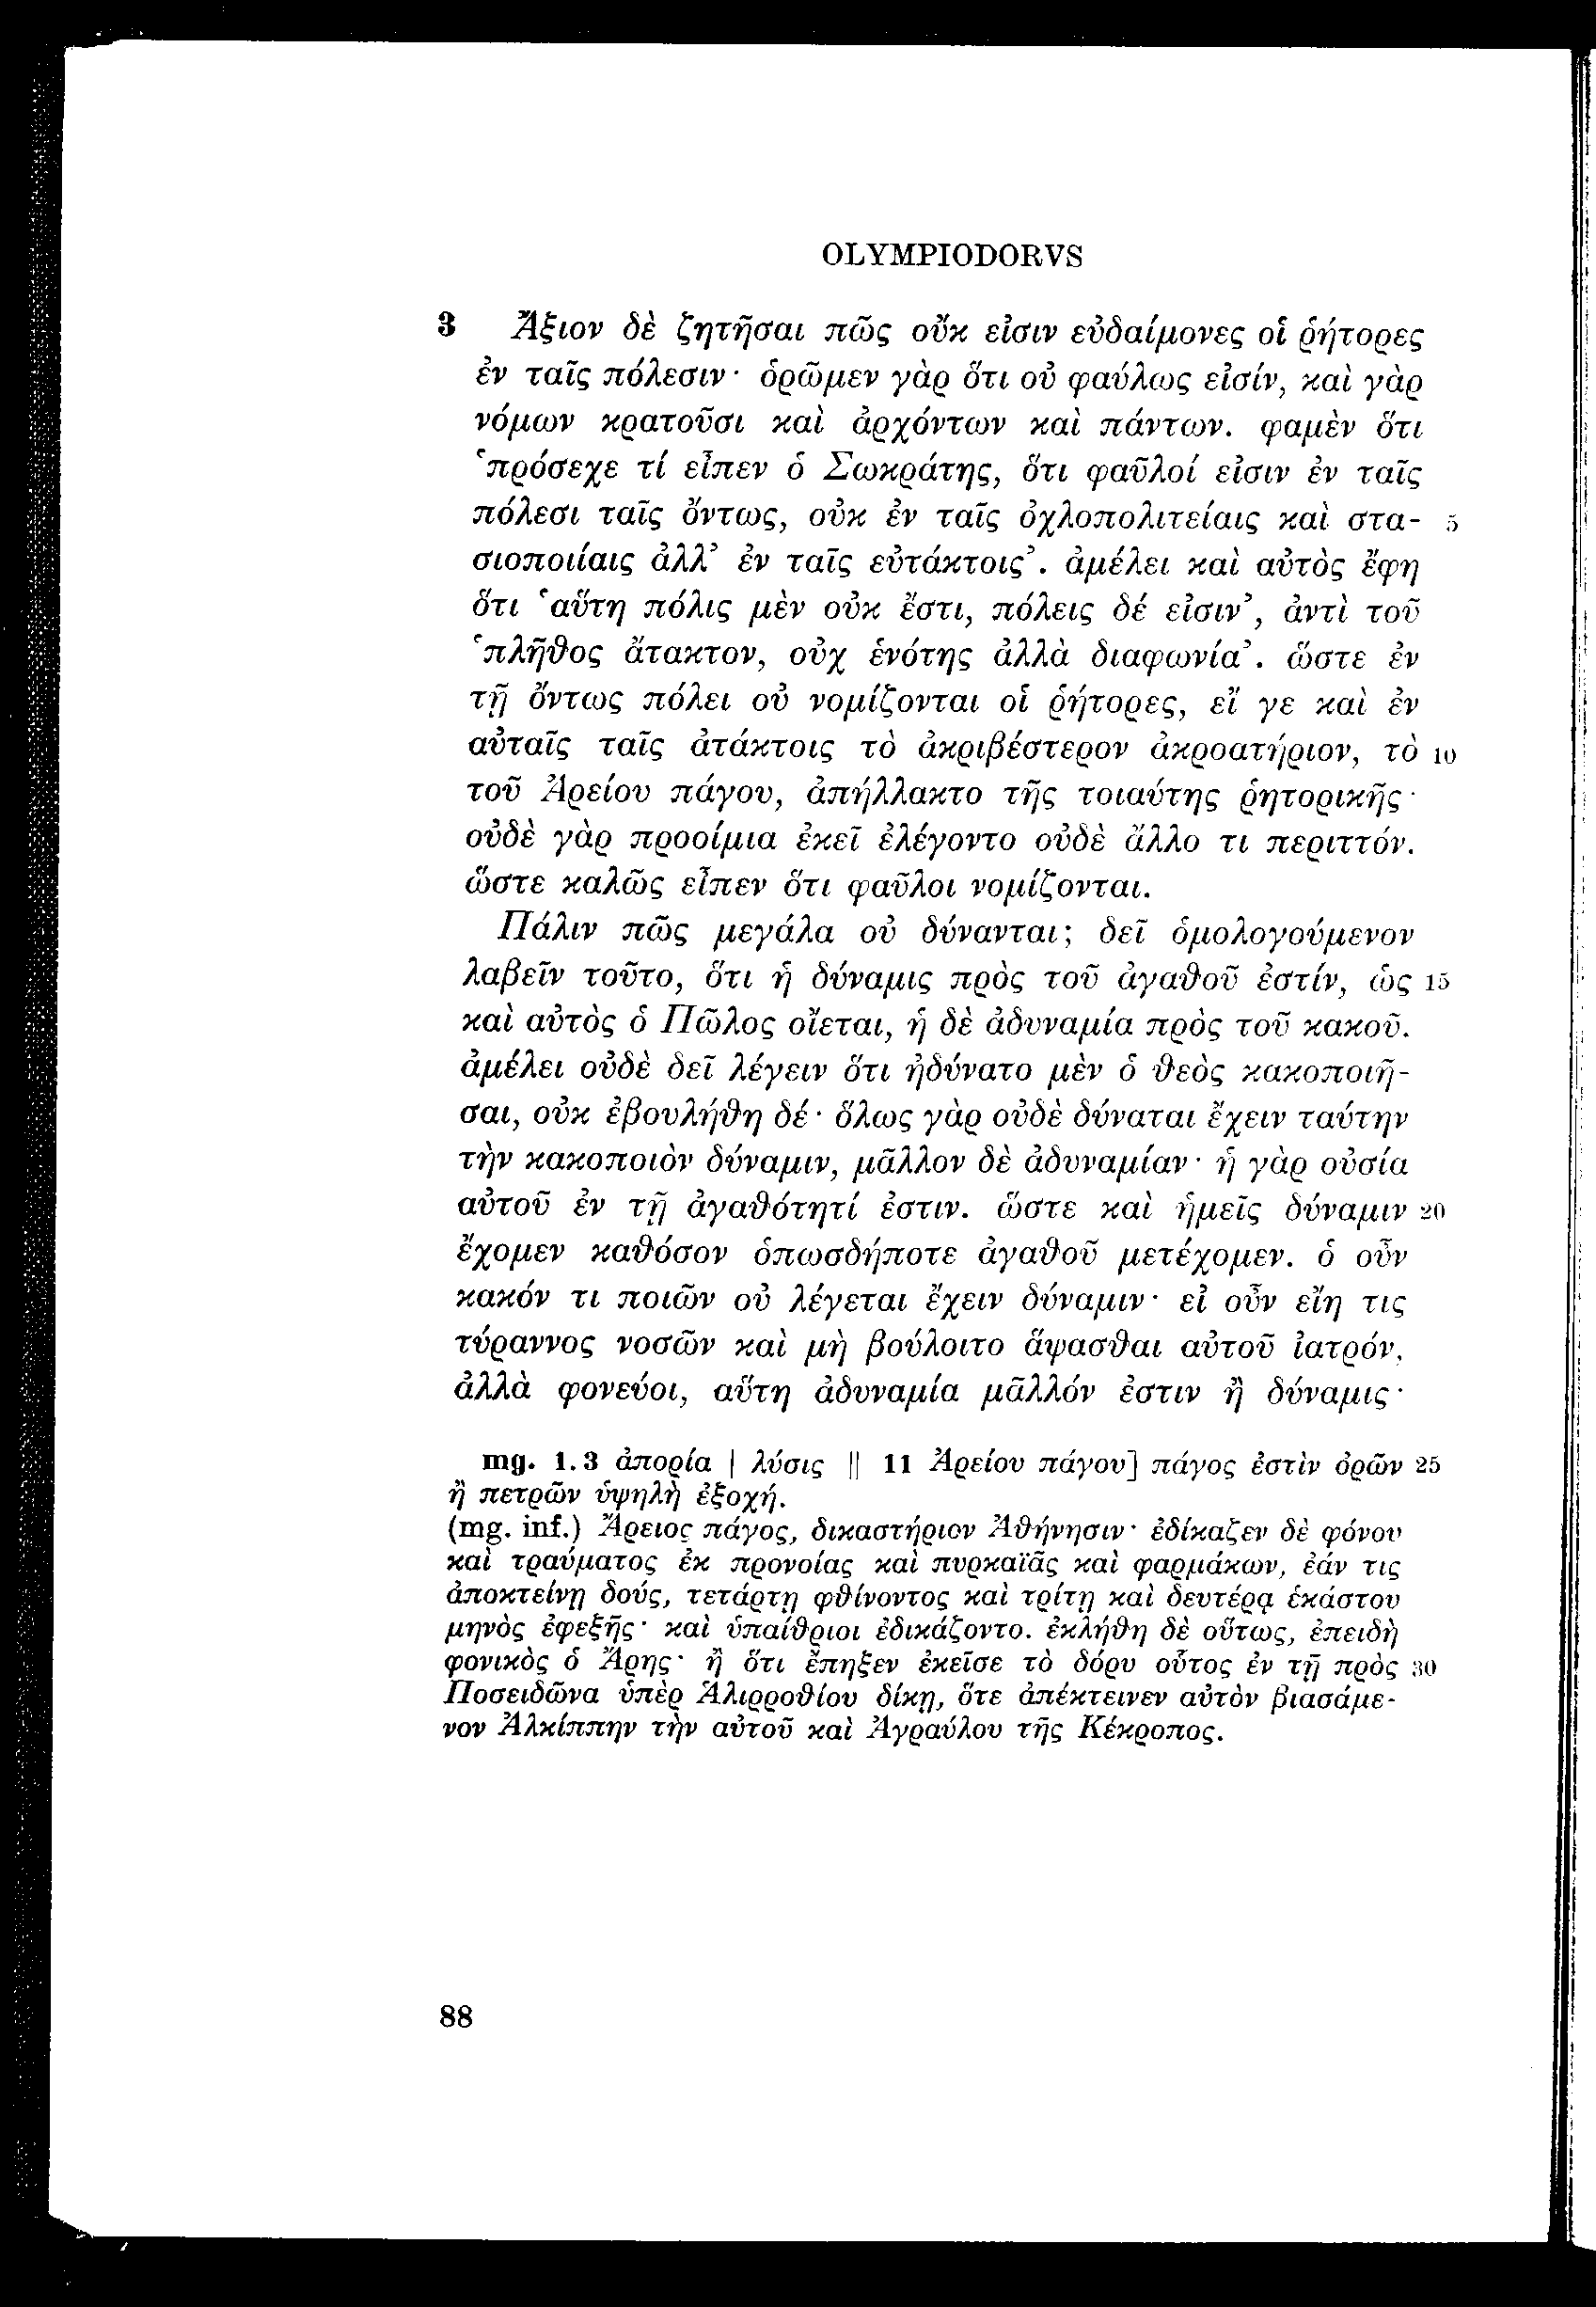 OLYMPIODORVS
3 Ἄξιον δὲ ζητῆσαι πῶς οὔκ εἰσιν εὐδαίμονες οἱ ῥήτορες
ἐν ταῖς πόλεσιν· ὁρῶμεν γὰρ ὅτι οὐ φαύλως εἰσίν, καὶ γὰρ
νόμων κρατοῦσι καὶ ἀρχόντων καὶ πάντων. φαμὲν ὅτι
‘πρόσεχε τί εἶπεν ὁ Σωκράτης, ὅτι φαῦλοί εἰσιν ἐν ταῖς
πόλεσι ταῖς ὄντως, οὐκ ἐν ταῖς ὀχλοπολιτείαις καὶ στα- 5
σιοποιίαις ἀλλ’ ἐν ταῖς εὐτάκτοις’. ἀμέλει καὶ αὐτὸς ἔφη
ὅτι ‘αὕτη πόλις μὲν οὐκ ἔστι, πόλεις δέ εἰσιν’, ἀντὶ τοῦ
‘πλῆθος ἄτακτον, οὐχ ἑνότης ἀλλὰ διαφωνία’. ὥστε ἐν
τῇ ὄντως πόλει οὐ νομίζονται οἱ ῥήτορες, εἴ γε καὶ ἐν
αὐταῖς ταῖς ἀτάκτοις τὸ ἀκριβέστερον ἀκροατήριον, τὸ 10
τοῦ Ἀρείου πάγου, ἀπήλλακτο τῆς τοιαύτης ῥητορικῆς·
οὐδὲ γὰρ προοίμια ἐκεῖ ἐλέγοντο οὐδὲ ἄλλο τι περιττόν.
ὥστε καλῶς εἶπεν ὅτι φαῦλοι νομίζονται.
Πάλιν πῶς μεγάλα οὐ δύνανται; δεῖ ὁμολογούμενον
λαβεῖν τοῦτο, ὅτι ἡ δύναμις πρὸς τοῦ ἀγαθοῦ ἐστίν, ὡς 15
καὶ αὐτὸς ὁ Πῶλος οἴεται, ἡ δὲ ἀδυναμία πρὸς τοῦ κακοῦ.
ἀμέλει οὐδὲ δεῖ λέγειν ὅτι ἠδύνατο μὲν ὁ θεὸς κακοποιῆ-
σαι, οὐκ ἐβουλήθη δέ· ὅλως γὰρ οὐδὲ δύναται ἔχειν ταύτην
τὴν κακοποιὸν δύναμιν, μᾶλλον δὲ ἀδυναμίαν· ἡ γὰρ οὐσία
αὐτοῦ ἐν τῇ ἀγαθότητί ἐστιν. ὥστε καὶ ἡμεῖς δύναμιν 20
ἔχομεν καθόσον ὁπωσδήποτε ἀγαθοῦ μετέχομεν. ὁ οὖν
κακόν τι ποιῶν οὐ λέγεται ἔχειν δύναμιν· εἰ οὖν εἴη τις
τύραννος νοσῶν καὶ μὴ βούλοιτο ἅψασθαι αὐτοῦ ἰατρόν,
ἀλλὰ φονεύοι, αὕτη ἀδυναμία μᾶλλόν ἐστιν ἢ δύναμις·
mg. 1.3 ἀπορία | λύσις || 11 Ἀρείου πάγου] πάγος ἐστὶν ὀρῶν 25
ἢ πετρῶν ὑψηλὴ ἐξοχή.
(mg. inf.) Ἄρειος πάγος, δικαστήριον Ἀθήνησιν· ἐδίκαζεν δὲ φόνου
καὶ τραύματος ἐκ προνοίας καὶ πυρκαϊᾶς καὶ φαρμάκων, ἐάν τις
ἀποκτείνῃ δούς, τετάρτῃ φθίνοντος καὶ τρίτῃ καὶ δευτέρᾳ ἑκάστου
μηνὸς ἐφεξῆς· καὶ ὑπαίθριοι ἐδικάζοντο. ἐκλήθη δὲ οὕτως, ἐπειδὴ
φονικὸς ὁ Ἄρης· ἢ ὅτι ἔπηξεν ἐκεῖσε τὸ δόρυ οὗτος ἐν τῇ πρὸς 30
Ποσειδῶνα ὑπὲρ Ἁλιρροθίου δίκῃ, ὅτε ἀπέκτεινεν αὐτὸν βιασάμε-
νον Ἀλκίππην τὴν αὐτοῦ καὶ Ἀγραύλου τῆς Κέκροπος.
88